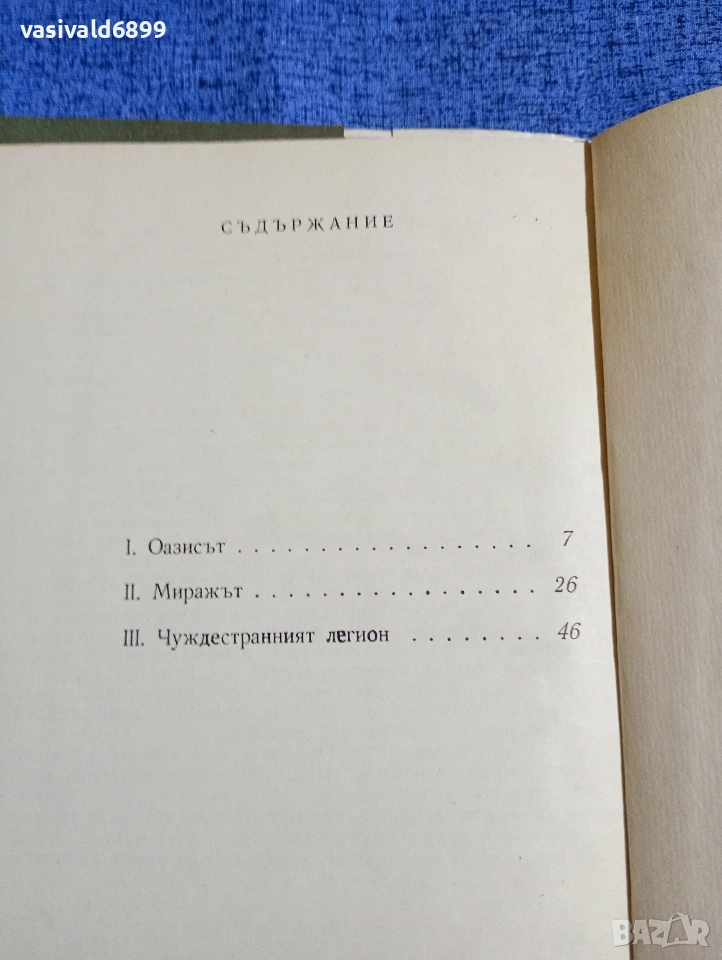 vasivald6899
СЪДЪРЖАНИЕ
I. Оазисът . . . . . . . . . . . . . . . . . . 7
II. Миражът . . . . . . . . . . . . . . . . . 26
III. Чуждестранният легион . . . . . . . . 46
BAZAR